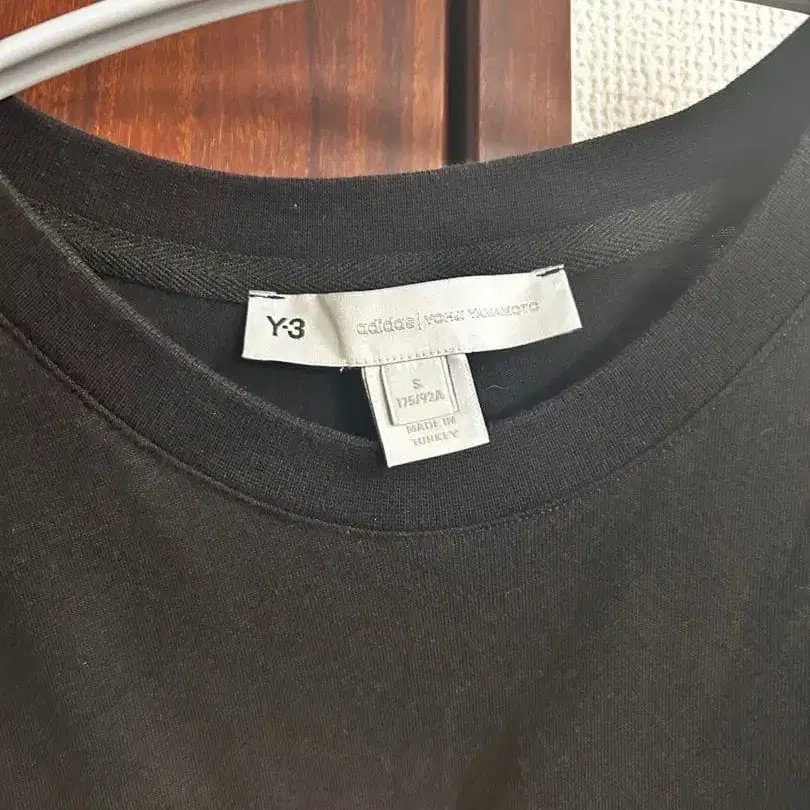 Y-3
adidas | YOHJI YAMAMOTO
S
175/92A
MADE IN
TURKEY